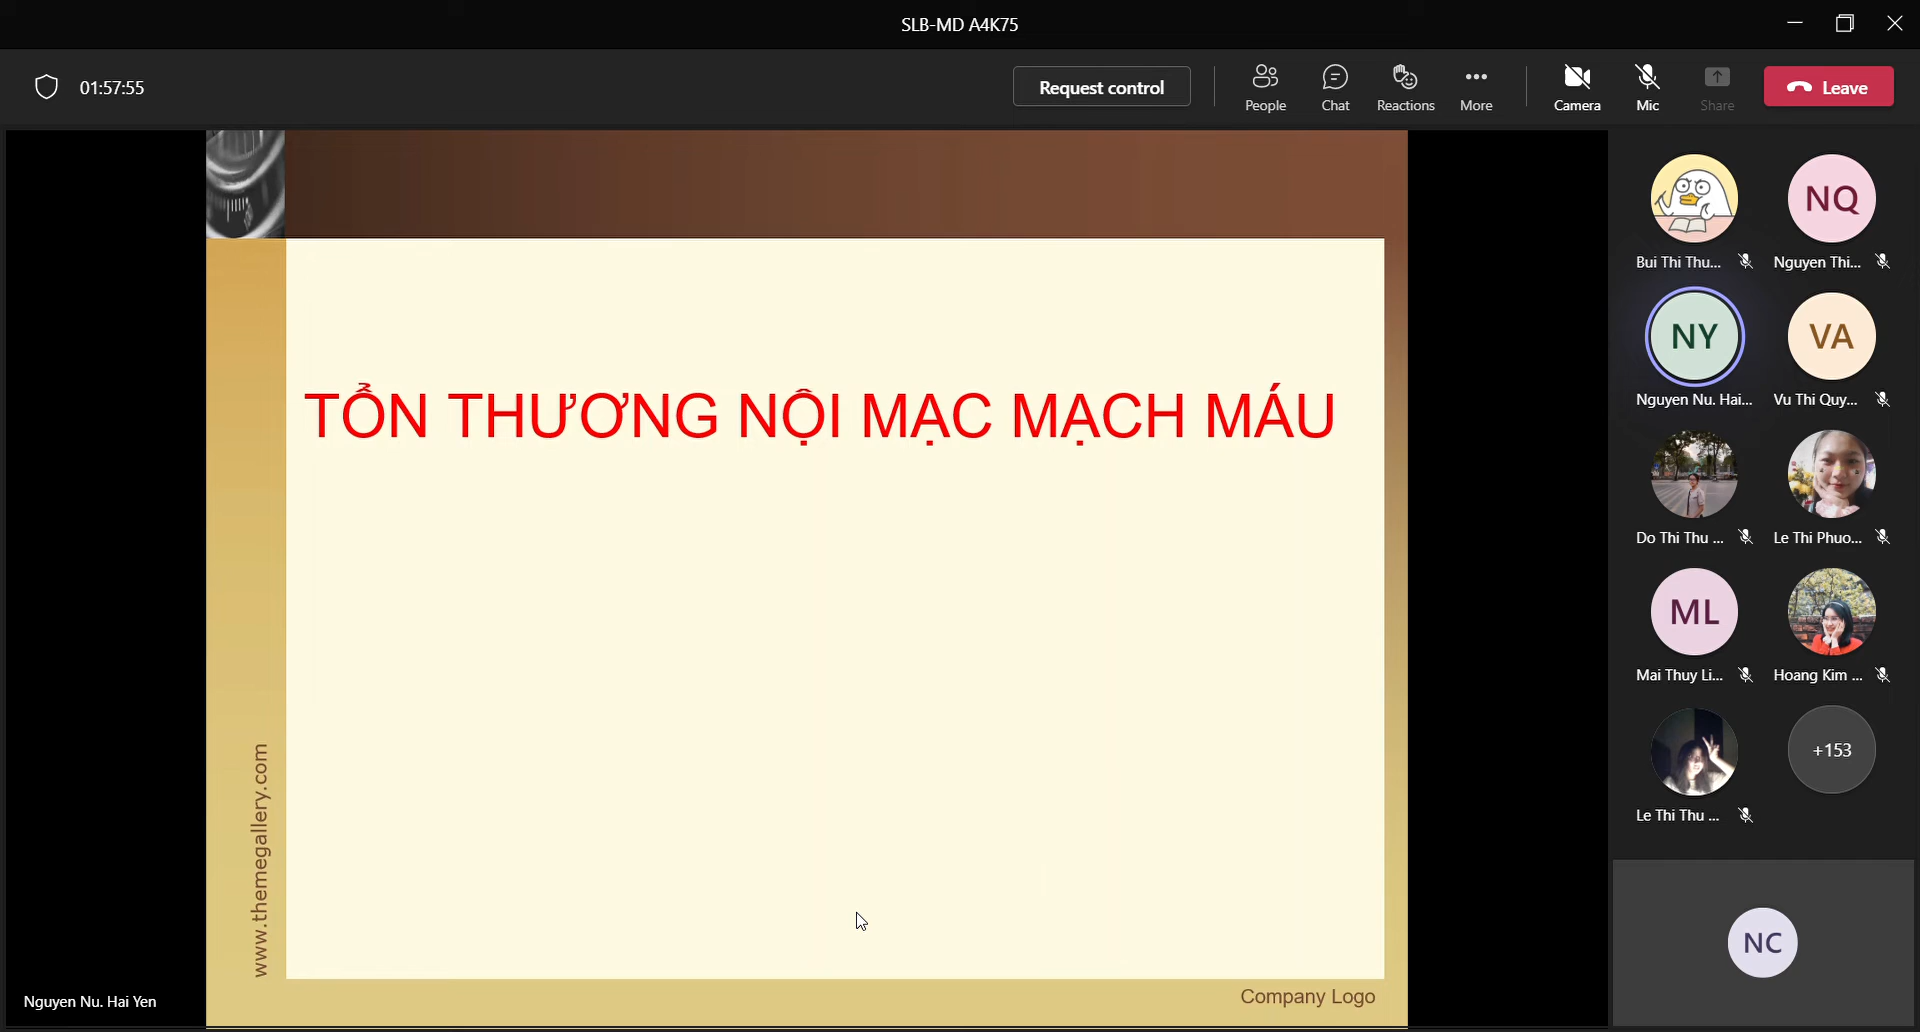 SLB-MD A4K75
01:57:55
Request control
People
Chat
Reactions
More
Camera
Mic
Share
Leave
TỔN THƯƠNG NỘI MẠC MẠCH MÁU
www.themegallery.com
Company Logo
Nguyen Nu. Hai Yen
NQ
Bui Thi Thu...
Nguyen Thi...
NY
VA
Nguyen Nu. Hai...
Vu Thi Quy...
Do Thi Thu ...
Le Thi Phuo...
ML
Mai Thuy Li...
Hoang Kim ...
+153
Le Thi Thu ...
NC